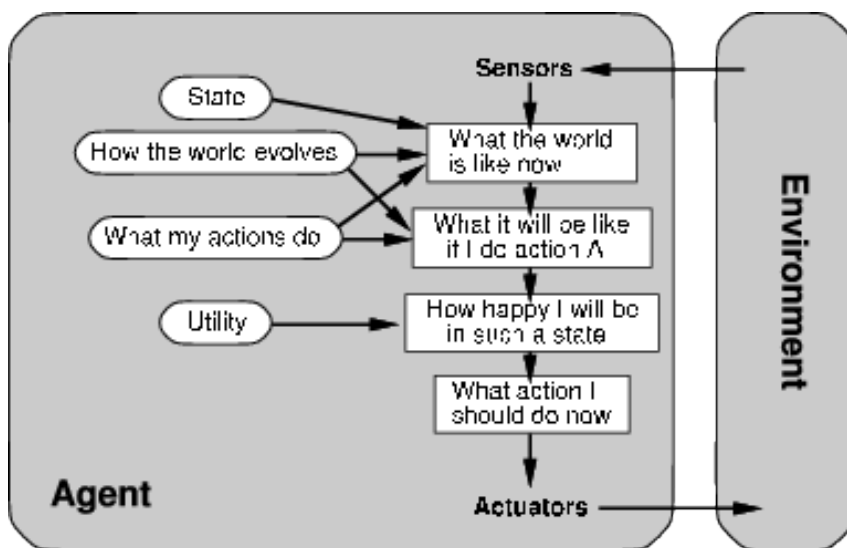 Sensors
State
What the world
is like now
How the world evolves
What my actions do
What it will be like
if I do action A
Utility
How happy I will be
in such a state
What action I
should do now
Agent
Actuators
Environment